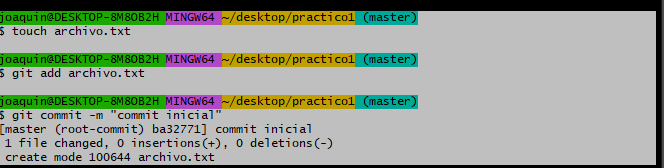 joaquin@DESKTOP-8M8OB2H MINGW64 ~/desktop/practico1 (master)
$ touch archivo.txt
joaquin@DESKTOP-8M8OB2H MINGW64 ~/desktop/practico1 (master)
$ git add archivo.txt
joaquin@DESKTOP-8M8OB2H MINGW64 ~/desktop/practico1 (master)
$ git commit -m "commit inicial"
[master (root-commit) ba32771] commit inicial
1 file changed, 0 insertions(+), 0 deletions(-)
create mode 100644 archivo.txt